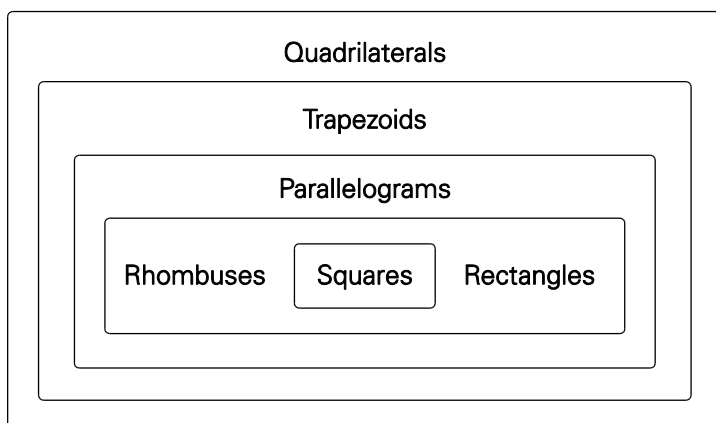 Quadrilaterals
Trapezoids
Parallelograms
Rhombuses Squares Rectangles